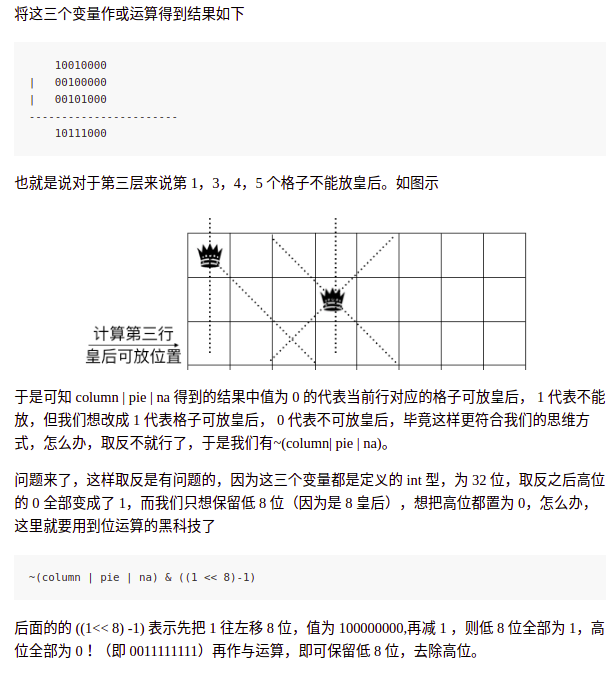 将这三个变量作或运算得到结果如下
10010000
| 00100000
| 00101000
-----------------------
10111000
也就是说对于第三层来说第 1，3，4，5 个格子不能放皇后。如图示
计算第三行
皇后可放位置
于是可知 column | pie | na 得到的结果中值为 0 的代表当前行对应的格子可放皇后， 1 代表不能
放，但我们想改成 1 代表格子可放皇后， 0 代表不可放皇后，毕竟这样更符合我们的思维方
式，怎么办，取反不就行了，于是我们有~(column| pie | na)。
问题来了，这样取反是有问题的，因为这三个变量都是定义的 int 型，为 32 位，取反之后高位
的 0 全部变成了 1，而我们只想保留低 8 位（因为是 8 皇后），想把高位都置为 0，怎么办，
这里就要用到位运算的黑科技了
~(column | pie | na) & ((1 << 8)-1)
后面的的 ((1<< 8) -1) 表示先把 1 往左移 8 位，值为 100000000,再减 1 ，则低 8 位全部为 1，高
位全部为 0！（即 0011111111）再作与运算，即可保留低 8 位，去除高位。